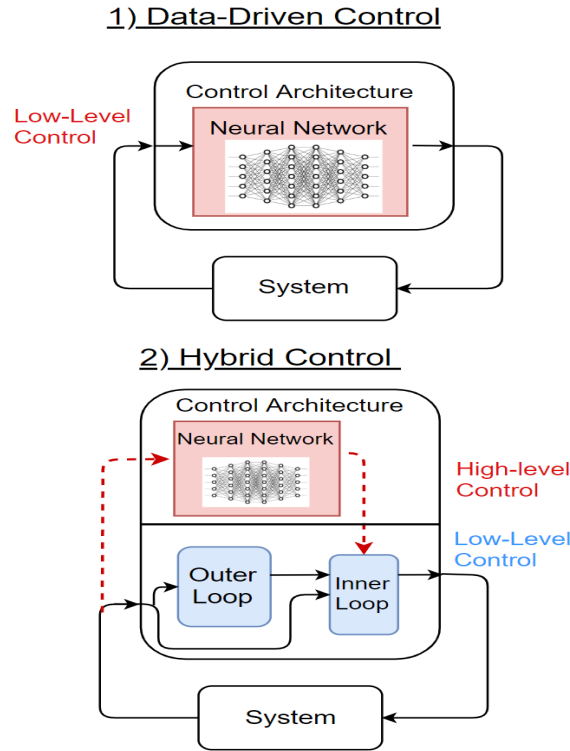 1) Data-Driven Control
Control Architecture
Low-Level
Control
Neural Network
System
2) Hybrid Control
Control Architecture
Neural Network
High-level
Control
Low-Level
Control
Outer
Loop
Inner
Loop
System